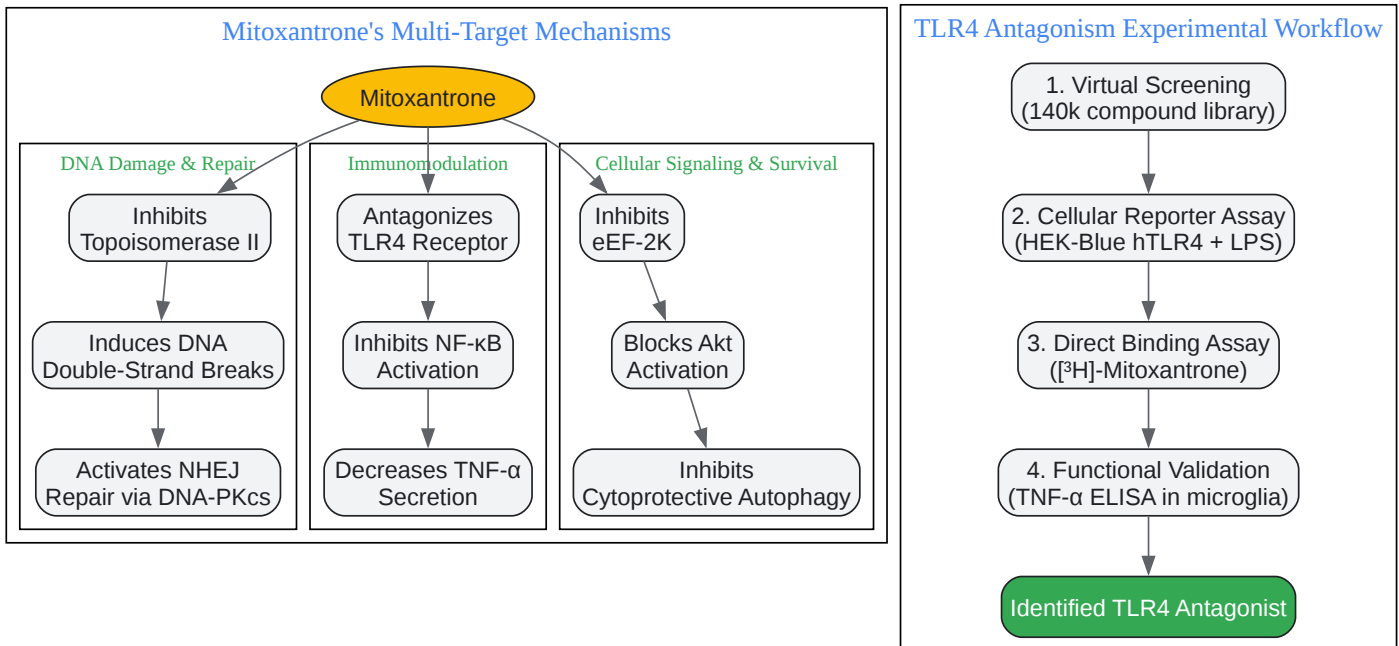 Mitoxantrone's Multi-Target Mechanisms
Mitoxantrone
DNA Damage & Repair
Inhibits
Topoisomerase II
Induces DNA
Double-Strand Breaks
Activates NHEJ
Repair via DNA-PKcs
Immunomodulation
Antagonizes
TLR4 Receptor
Inhibits NF-κB
Activation
Decreases TNF-α
Secretion
Cellular Signaling & Survival
Inhibits
eEF-2K
Blocks Akt
Activation
Inhibits
Cytoprotective Autophagy
TLR4 Antagonism Experimental Workflow
1. Virtual Screening
(140k compound library)
2. Cellular Reporter Assay
(HEK-Blue hTLR4 + LPS)
3. Direct Binding Assay
([³H]-Mitoxantrone)
4. Functional Validation
(TNF-α ELISA in microglia)
Identified TLR4 Antagonist